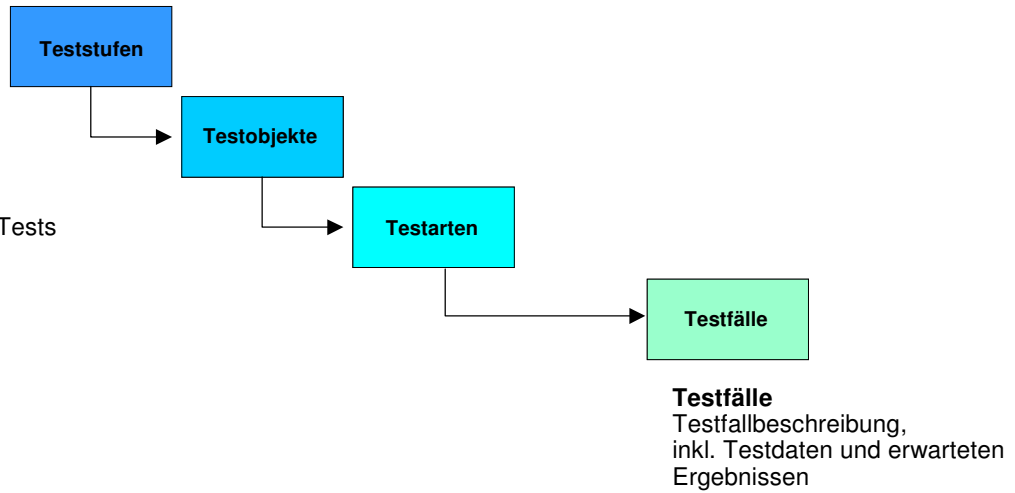 Teststufen
Testobjekte
Tests
Testarten
Testfälle
Testfälle
Testfallbeschreibung,
inkl. Testdaten und erwarteten
Ergebnissen